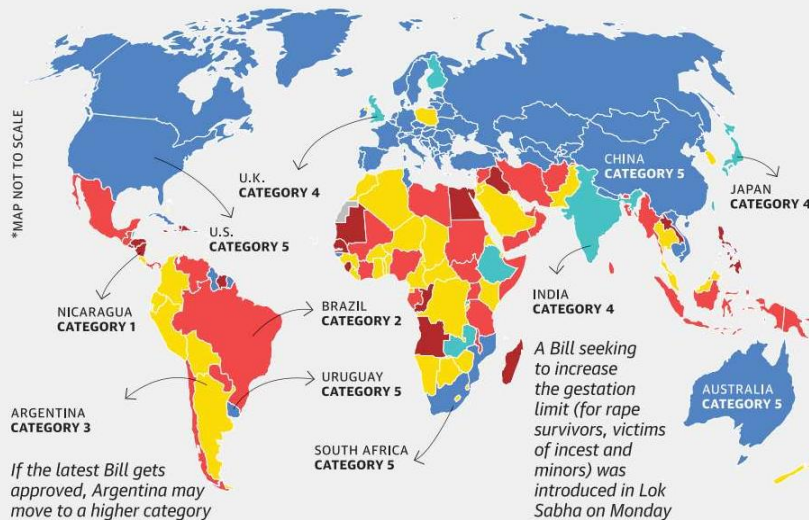 *MAP NOT TO SCALE
U.K.
CATEGORY 4
CHINA
CATEGORY 5
JAPAN
CATEGORY 4
U.S.
CATEGORY 5
NICARAGUA
CATEGORY 1
BRAZIL
CATEGORY 2
INDIA
CATEGORY 4
ARGENTINA
CATEGORY 3
URUGUAY
CATEGORY 5
SOUTH AFRICA
CATEGORY 5
AUSTRALIA
CATEGORY 5
If the latest Bill gets
approved, Argentina may
move to a higher category
A Bill seeking
to increase
the gestation
limit (for rape
survivors, victims
of incest and
minors) was
introduced in Lok
Sabha on Monday